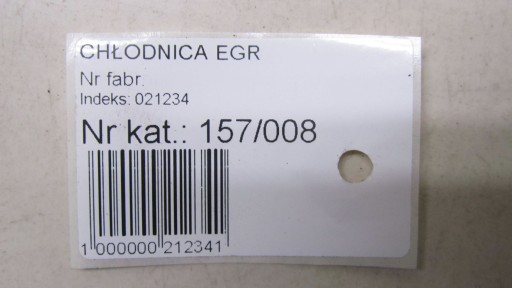 CHŁODNICA EGR
Nr fabr.
Indeks: 021234
Nr kat.: 157/008
1 000000 212341